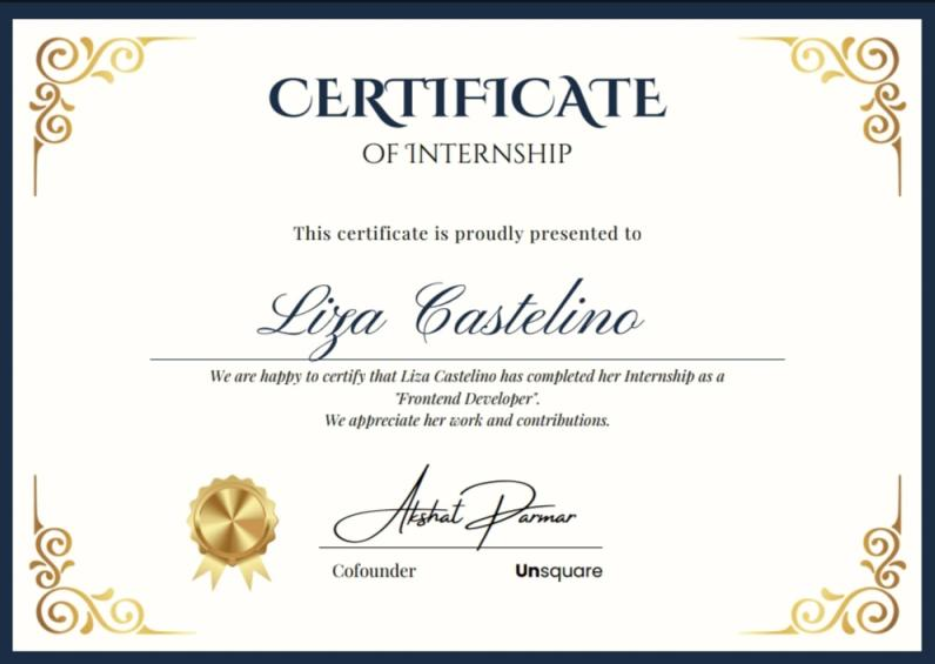 CERTIFICATE
OF INTERNSHIP
This certificate is proudly presented to
Liza Castelino
We are happy to certify that Liza Castelino has completed her Internship as a
"Frontend Developer".
We appreciate her work and contributions.
Akshat Parmar
Cofounder Unsquare